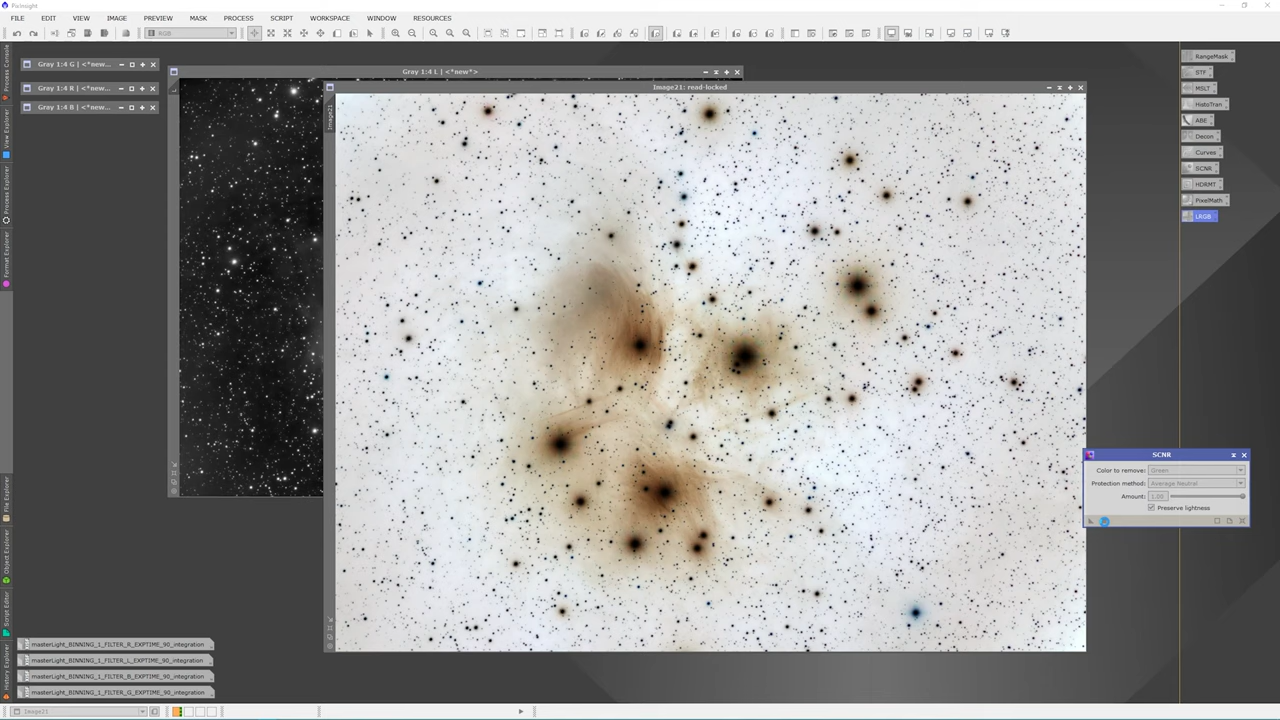 PixInsight
FILE EDIT VIEW IMAGE PREVIEW MASK PROCESS SCRIPT WORKSPACE WINDOW RESOURCES
RGB
Process Console
View Explorer
Process Explorer
Format Explorer
File Explorer
Object Explorer
Script Editor
History Explorer
Gray 1:4 G | <*new*...
Gray 1:4 R | <*new*...
Gray 1:4 B | <*new*...
Gray 1:4 L | <*new*>
Image21: read-locked
Image21
RangeMask
STF
MSLT
HistoTran
ABE
Decon
Curves
SCNR
HDRMT
PixelMath
LRGB
SCNR
Color to remove: Green
Protection method: Average Neutral
Amount: 1.00
Preserve lightness
masterLight_BINNING_1_FILTER_R_EXPTIME_90_integration
masterLight_BINNING_1_FILTER_L_EXPTIME_90_integration
masterLight_BINNING_1_FILTER_B_EXPTIME_90_integration
masterLight_BINNING_1_FILTER_G_EXPTIME_90_integration
Image21